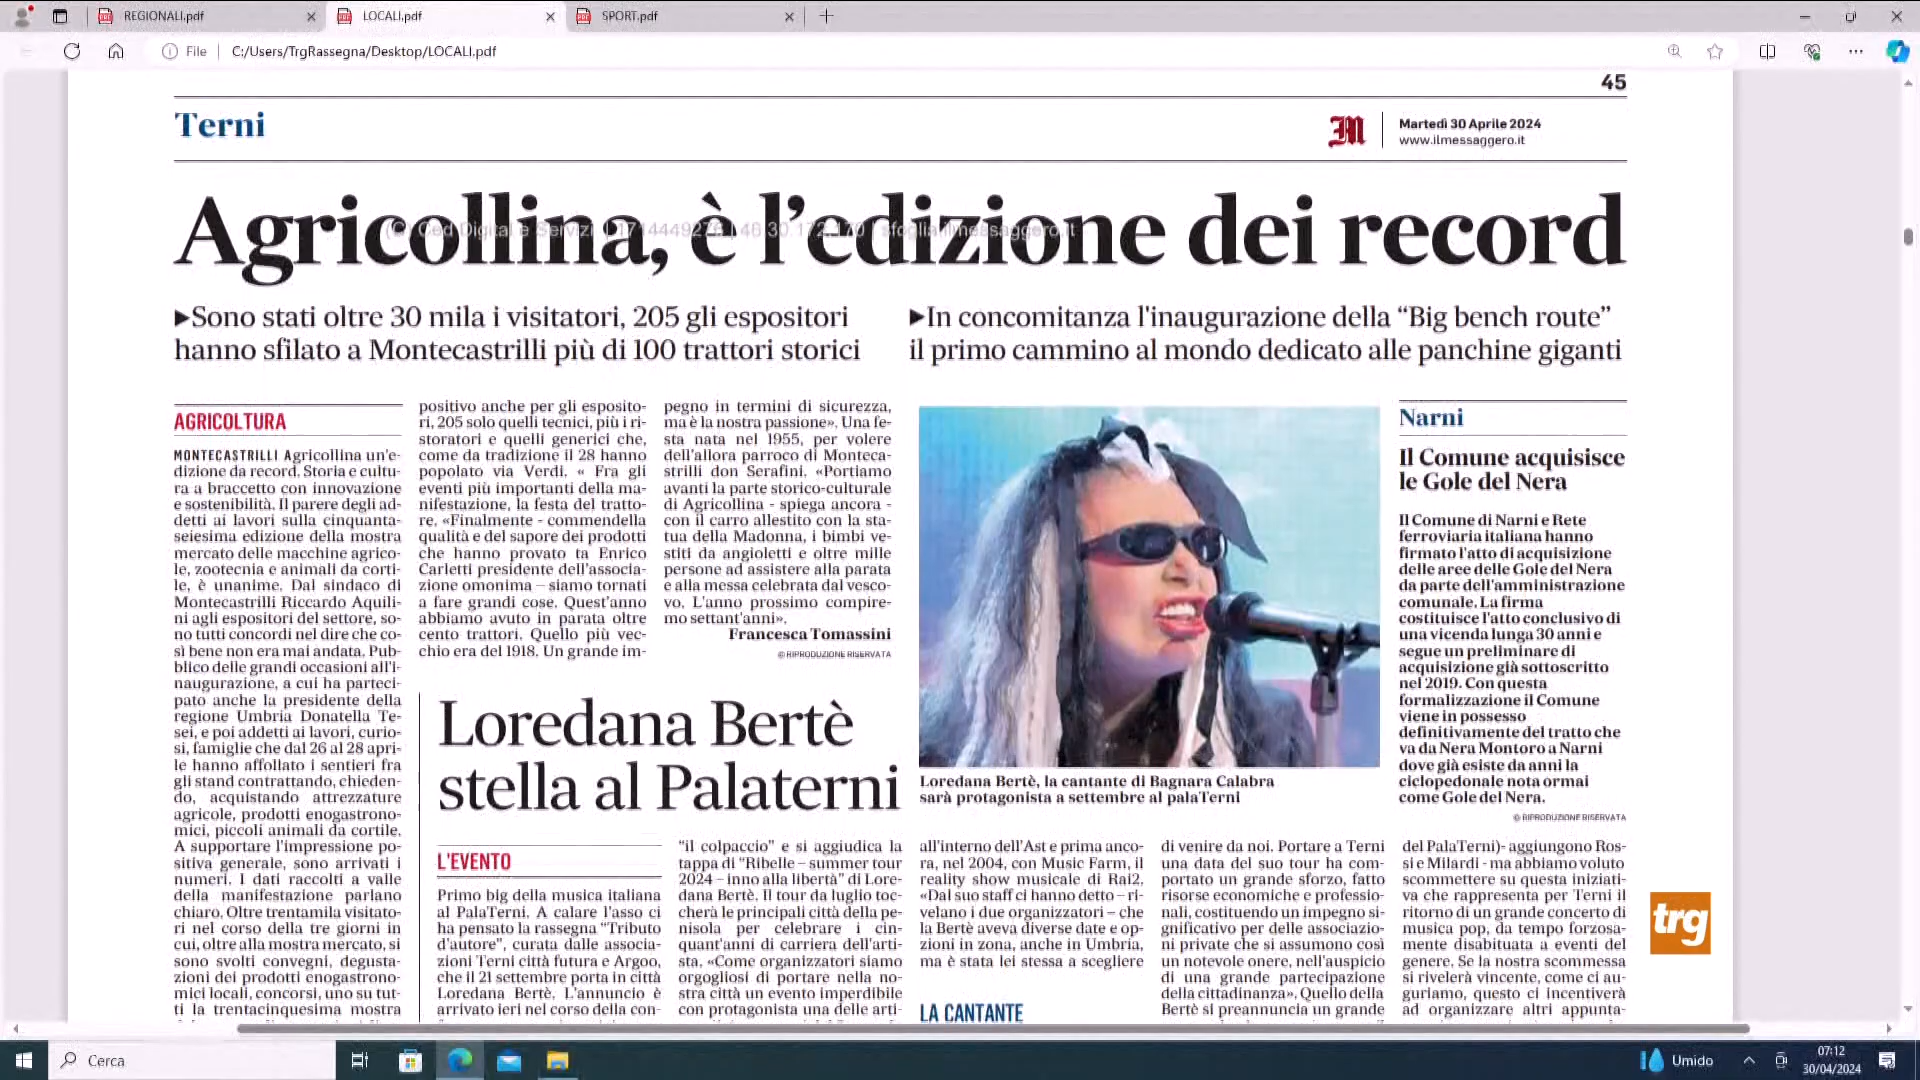 REGIONALI.pdf
LOCALI.pdf
SPORT.pdf
File
C:/Users/TrgRassegna/Desktop/LOCALI.pdf
45
Terni
M
Martedì 30 Aprile 2024
www.ilmessaggero.it
Agricollina, è l'edizione dei record
(C) Ced Digital e Servizi | 1714449276 | 46.30.172.170 | sfoglia.ilmessaggero.it
▶Sono stati oltre 30 mila i visitatori, 205 gli espositori
hanno sfilato a Montecastrilli più di 100 trattori storici
▶In concomitanza l'inaugurazione della “Big bench route”
il primo cammino al mondo dedicato alle panchine giganti
AGRICOLTURA
MONTECASTRILLI Agricollina un'e-
dizione da record. Storia e cultu-
ra a braccetto con innovazione
e sostenibilità. Il parere degli ad-
detti ai lavori sulla cinquanta-
seiesima edizione della mostra
mercato delle macchine agrico-
le, zootecnia e animali da corti-
le, è unanime. Dal sindaco di
Montecastrilli Riccardo Aquili-
ni agli espositori del settore, so-
no tutti concordi nel dire che co-
sì bene non era mai andata. Pub-
blico delle grandi occasioni all'i-
naugurazione, a cui ha parteci-
pato anche la presidente della
regione Umbria Donatella Te-
sei, e poi addetti ai lavori, curio-
si, famiglie che dal 26 al 28 apri-
le hanno affollato i sentieri fra
gli stand contrattando, chieden-
do, acquistando attrezzature
agricole, prodotti enogastrono-
mici, piccoli animali da cortile.
A supportare l'impressione po-
sitiva generale, sono arrivati i
numeri. I dati raccolti a valle
della manifestazione parlano
chiaro. Oltre trentamila visitato-
ri nel corso della tre giorni in
cui, oltre alla mostra mercato, si
sono svolti convegni, degusta-
zioni dei prodotti enogastrono-
mici locali, concorsi, uno su tut-
ti la trentacinquesima mostra
positivo anche per gli esposito-
ri, 205 solo quelli tecnici, più i ri-
storatori e quelli generici che,
come da tradizione il 28 hanno
popolato via Verdi. « Fra gli
eventi più importanti della ma-
nifestazione, la festa del tratto-
re. «Finalmente - commendella
qualità e del sapore dei prodotti
che hanno provato ta Enrico
Carletti presidente dell'associa-
zione omonima – siamo tornati
a fare grandi cose. Quest'anno
abbiamo avuto in parata oltre
cento trattori. Quello più vec-
chio era del 1918. Un grande im-
pegno in termini di sicurezza,
ma è la nostra passione». Una fe-
sta nata nel 1955, per volere
dell'allora parroco di Monteca-
strilli don Serafini. «Portiamo
avanti la parte storico-culturale
di Agricollina - spiega ancora -
con il carro allestito con la sta-
tua della Madonna, i bimbi ve-
stiti da angioletti e oltre mille
persone ad assistere alla parata
e alla messa celebrata dal vesco-
vo. L'anno prossimo compire-
mo settant'anni».
Francesca Tomassini
© RIPRODUZIONE RISERVATA
Loredana Bertè, la cantante di Bagnara Calabra
sarà protagonista a settembre al palaTerni
Narni
Il Comune acquisisce
le Gole del Nera
Il Comune di Narni e Rete
ferroviaria italiana hanno
firmato l'atto di acquisizione
delle aree delle Gole del Nera
da parte dell'amministrazione
comunale. La firma
costituisce l'atto conclusivo di
una vicenda lunga 30 anni e
segue un preliminare di
acquisizione già sottoscritto
nel 2019. Con questa
formalizzazione il Comune
viene in possesso
definitivamente del tratto che
va da Nera Montoro a Narni
dove già esiste da anni la
ciclopedonale nota ormai
come Gole del Nera.
© RIPRODUZIONE RISERVATA
Loredana Bertè
stella al Palaterni
L'EVENTO
Primo big della musica italiana
al PalaTerni. A calare l'asso ci
ha pensato la rassegna “Tributo
d'autore”, curata dalle associa-
zioni Terni città futura e Argoo,
che il 21 settembre porta in città
Loredana Bertè. L'annuncio è
arrivato ieri nel corso della con-
“il colpaccio” e si aggiudica la
tappa di “Ribelle – summer tour
2024 – inno alla libertà” di Lore-
dana Bertè. Il tour da luglio toc-
cherà le principali città della pe-
nisola per celebrare i cin-
quant'anni di carriera dell'arti-
sta. «Come organizzatori siamo
orgogliosi di portare nella no-
stra città un evento imperdibile
con protagonista una delle arti-
all'interno dell'Ast e prima anco-
ra, nel 2004, con Music Farm, il
reality show musicale di Rai2.
«Dal suo staff ci hanno detto – ri-
velano i due organizzatori – che
la Bertè aveva diverse date e op-
zioni in zona, anche in Umbria,
ma è stata lei stessa a scegliere
LA CANTANTE
di venire da noi. Portare a Terni
una data del suo tour ha com-
portato un grande sforzo, fatto
risorse economiche e professio-
nali, costituendo un impegno si-
gnificativo per delle associazio-
ni private che si assumono così
un notevole onere, nell'auspicio
di una grande partecipazione
della cittadinanza». Quello della
Bertè si preannuncia un grande
del PalaTerni)- aggiungono Ros-
si e Milardi - ma abbiamo voluto
scommettere su questa iniziati-
va che rappresenta per Terni il
ritorno di un grande concerto di
musica pop, da tempo forzosa-
mente disabituata a eventi del
genere. Se la nostra scommessa
si rivelerà vincente, come ci au-
guriamo, questo ci incentiverà
ad organizzare altri appunta-
trg
Cerca
Umido
07:12
30/04/2024